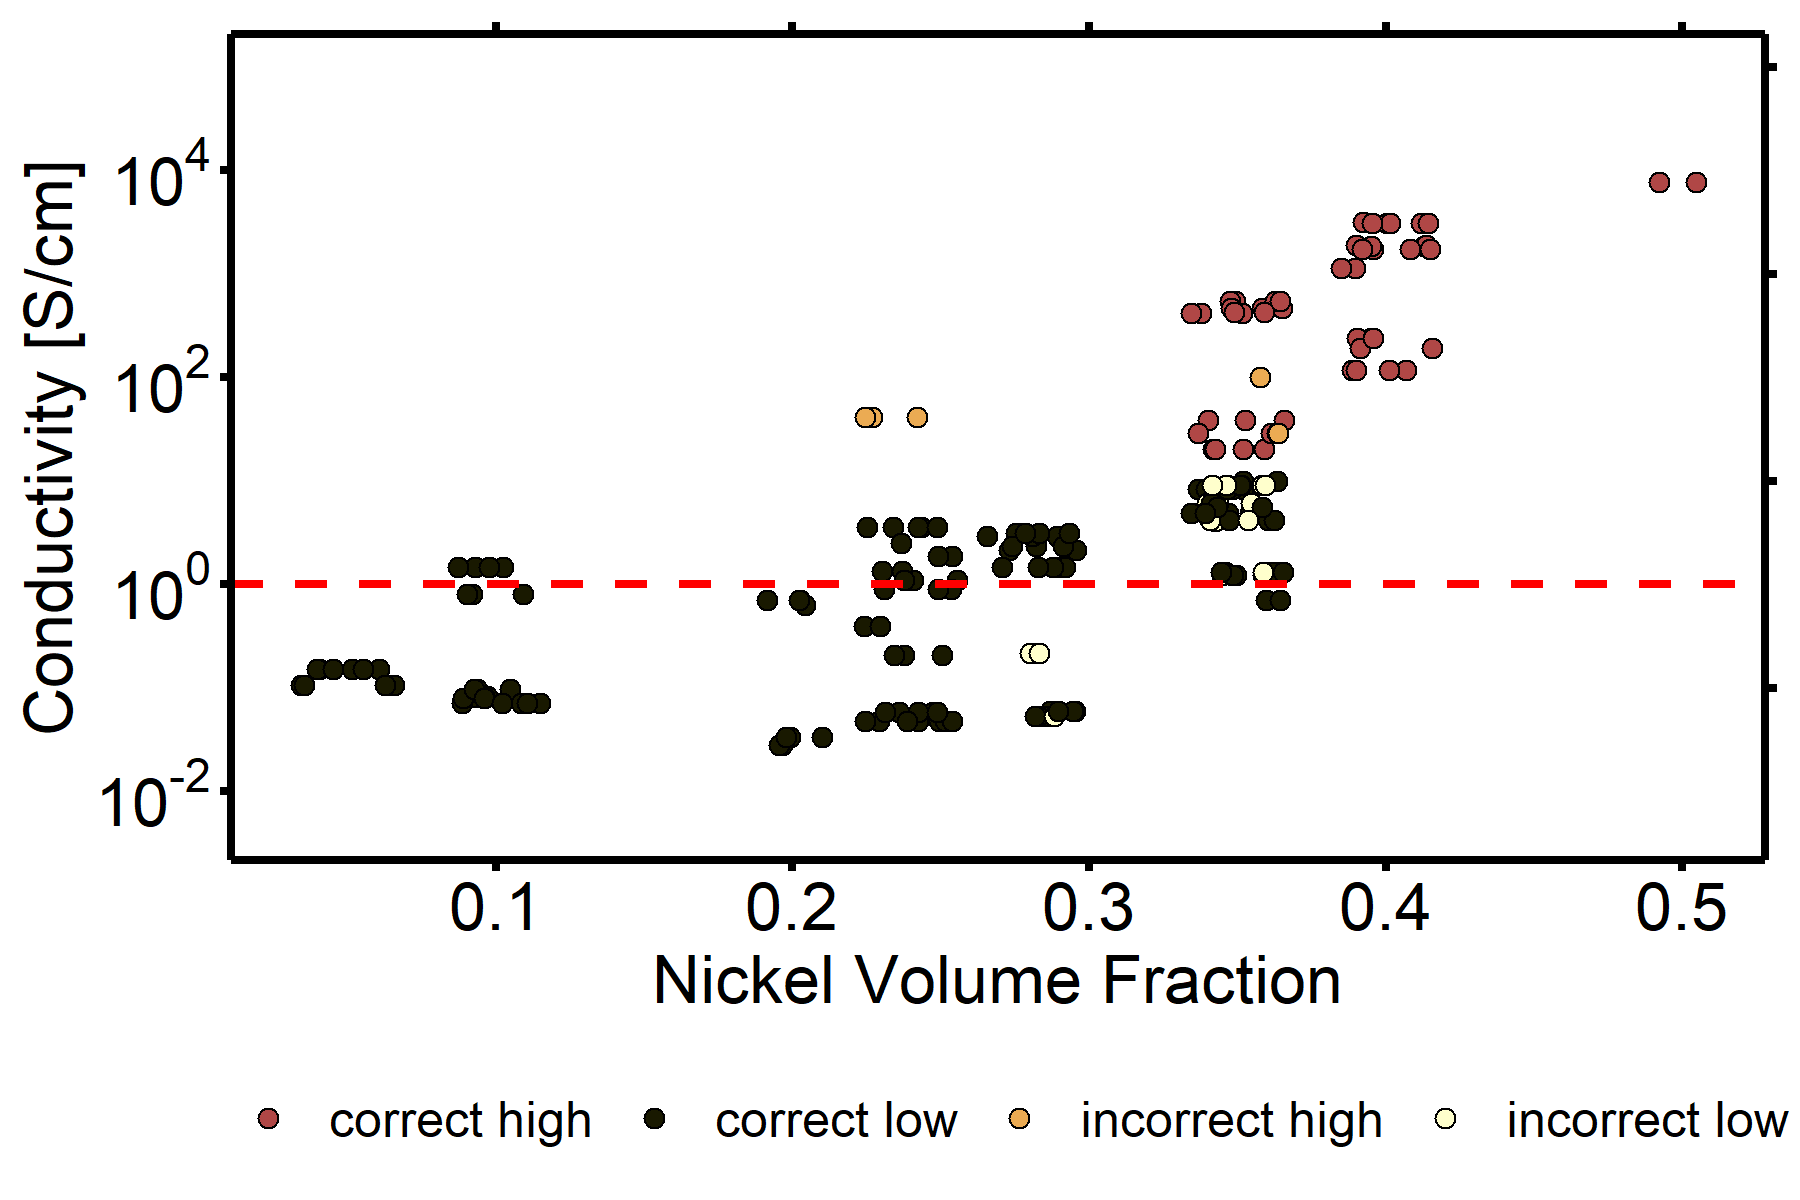 Conductivity [S/cm]
10^4
10^2
10^0
10^-2
0.1 0.2 0.3 0.4 0.5
Nickel Volume Fraction
correct high correct low incorrect high incorrect low